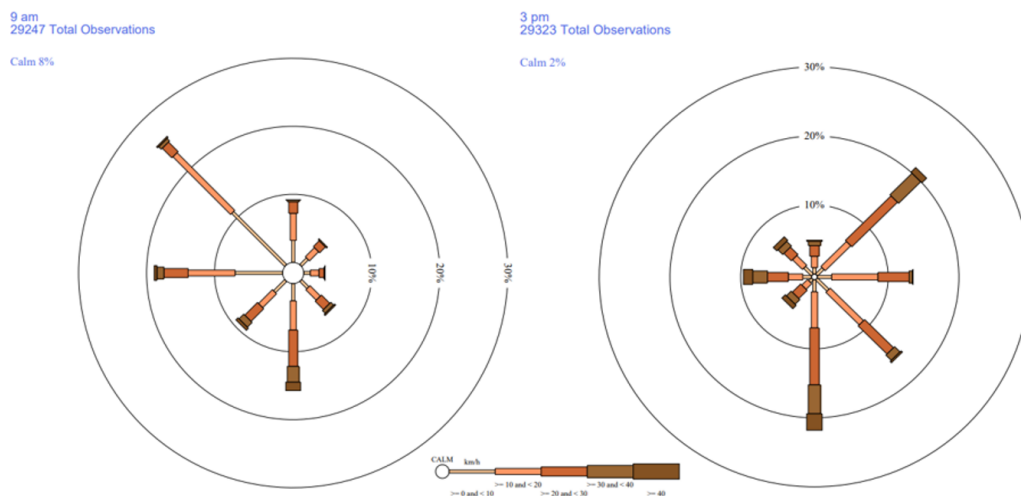 9 am
29247 Total Observations
Calm 8%
10%
20%
30%
3 pm
29323 Total Observations
Calm 2%
30%
20%
10%
CALM
km/h
>= 10 and < 20
>= 30 and < 40
>= 0 and < 10
>= 20 and < 30
>= 40